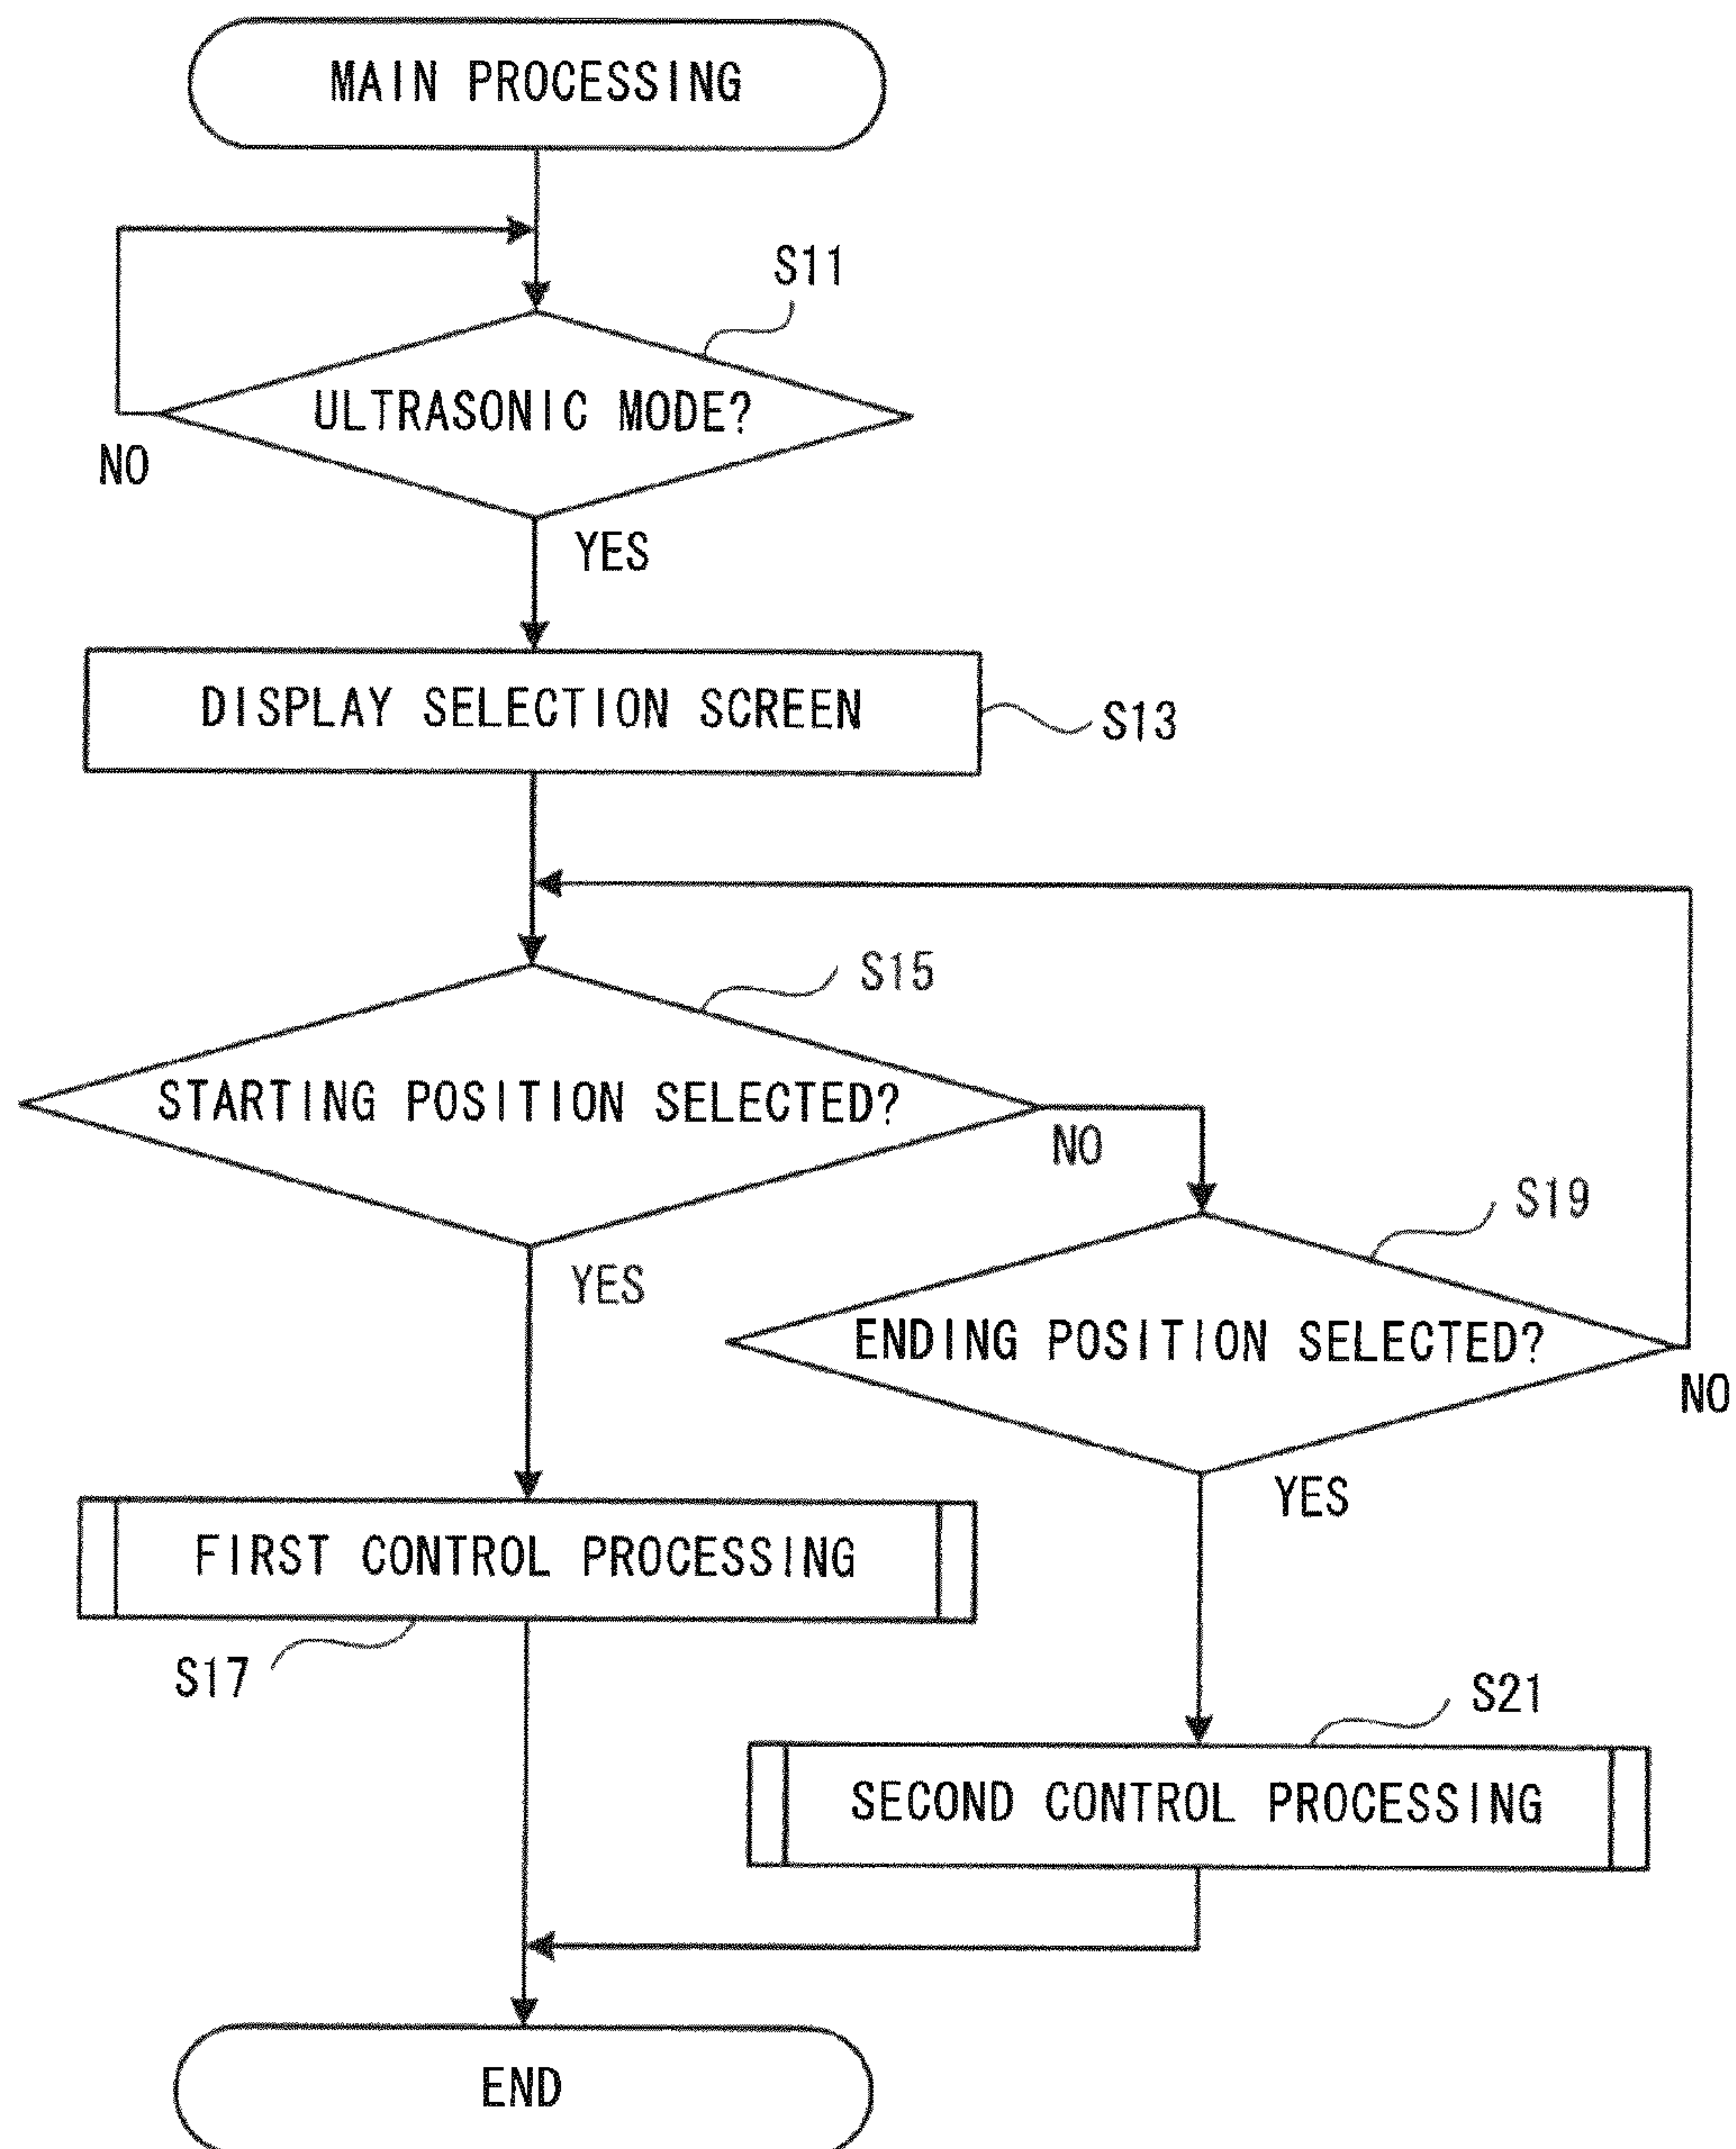 MAIN PROCESSING
S11
ULTRASONIC MODE?
NO
YES
DISPLAY SELECTION SCREEN
S13
S15
STARTING POSITION SELECTED?
NO
S19
YES
ENDING POSITION SELECTED?
NO
YES
FIRST CONTROL PROCESSING
S17
S21
SECOND CONTROL PROCESSING
END